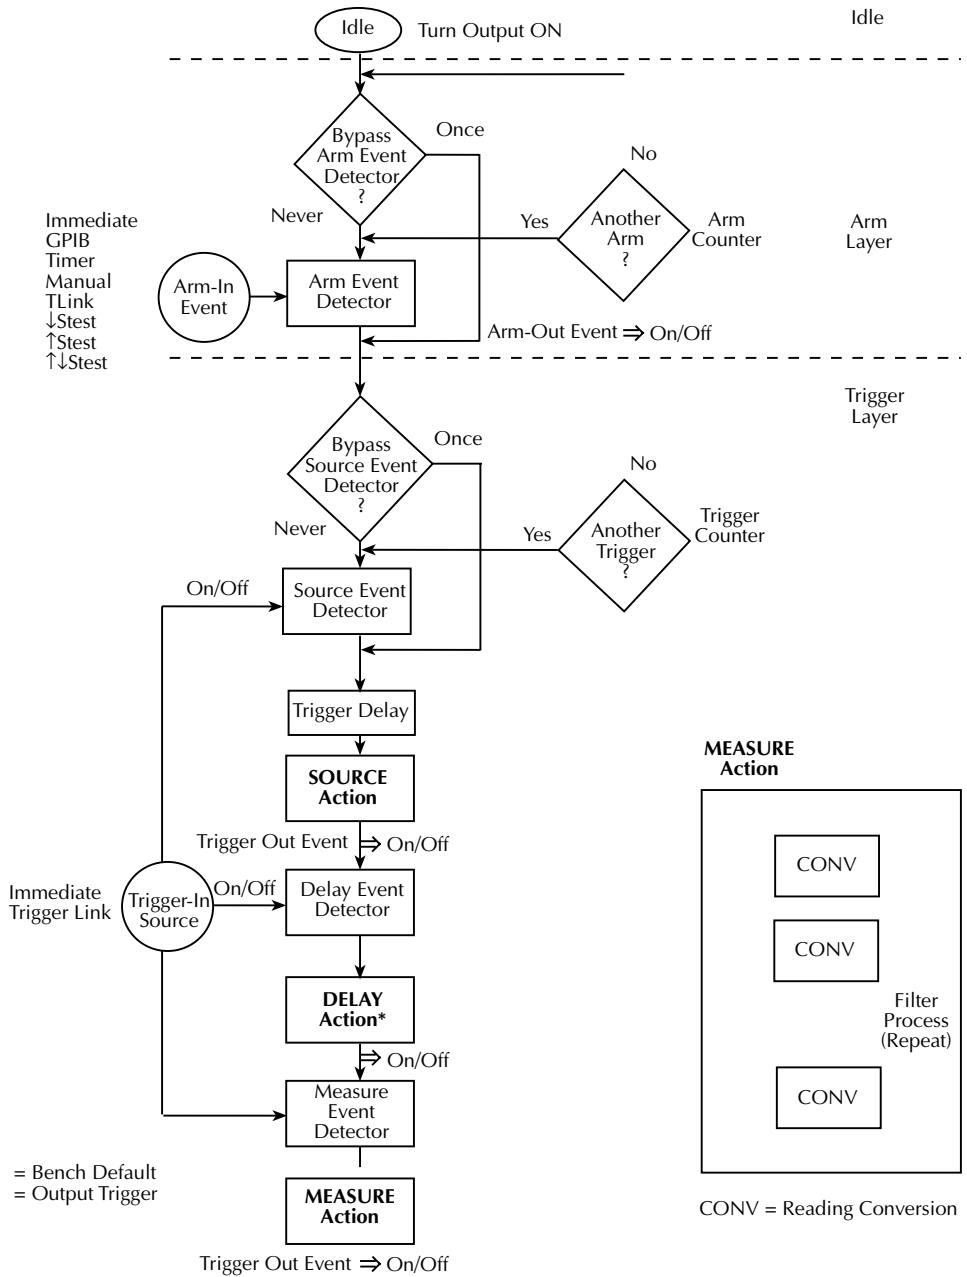 Idle
Turn Output ON
Idle
Bypass
Arm Event
Detector
?
Once
Never
No
Yes
Another
Arm
?
Arm
Counter
Arm
Layer
Immediate
GPIB
Timer
Manual
TLink
↓Stest
↑Stest
↑↓Stest
Arm-In
Event
Arm Event
Detector
Arm-Out Event ⇒ On/Off
Trigger
Layer
Bypass
Source Event
Detector
?
Once
Never
No
Yes
Another
Trigger
?
Trigger
Counter
On/Off
Source Event
Detector
Trigger Delay
SOURCE
Action
Trigger Out Event ⇒ On/Off
Immediate
Trigger Link
Trigger-In
Source
On/Off
Delay Event
Detector
DELAY
Action*
⇒ On/Off
Measure
Event
Detector
= Bench Default
= Output Trigger
MEASURE
Action
Trigger Out Event ⇒ On/Off
MEASURE
Action
CONV
CONV
Filter
Process
(Repeat)
CONV
CONV = Reading Conversion